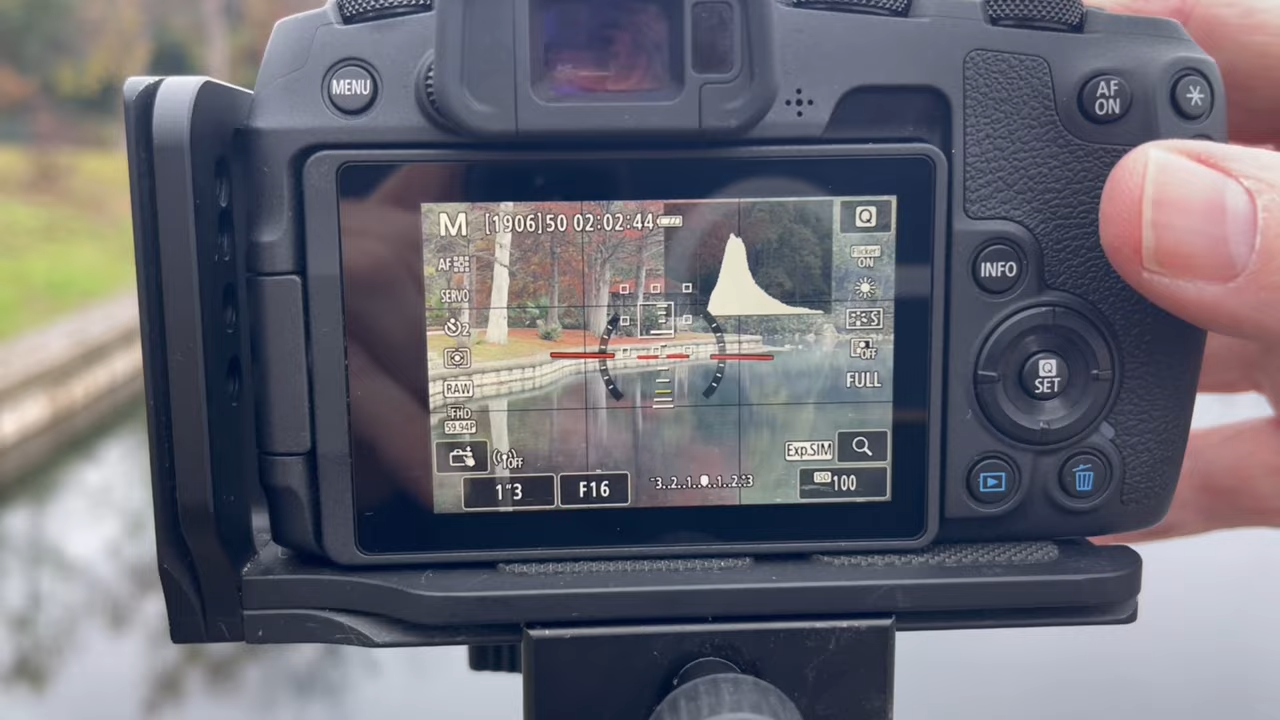 MENU
AF
ON
M [1906]50 02:02:44
Q
AF
Flicker
ON
INFO
SERVO
2
S
OFF
RAW
FULL
FHD
59.94P
Q
SET
OFF
Exp.SIM
1"3
F16
-3..2..1..0..1..2..+3
ISO
100